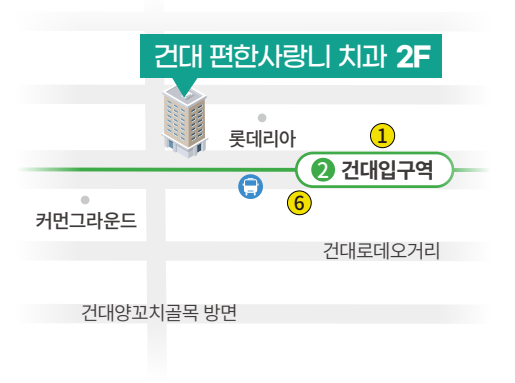 건대 편한사랑니 치과 2F
롯데리아
1
2 건대입구역
6
커먼그라운드
건대로데오거리
건대양꼬치골목 방면